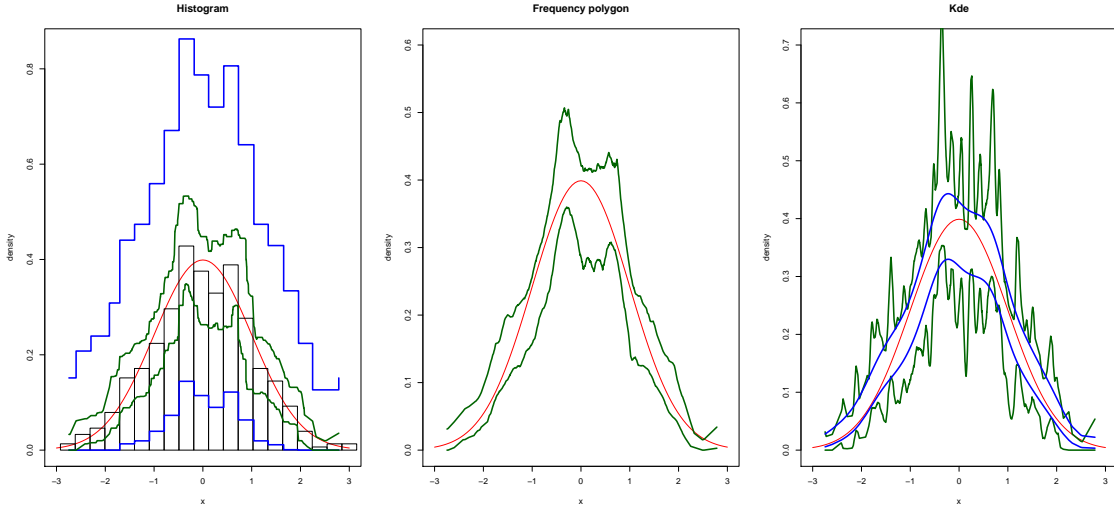 Histogram
density
0.0 0.2 0.4 0.6 0.8
−3 −2 −1 0 1 2 3
x
Frequency polygon
density
0.0 0.1 0.2 0.3 0.4 0.5 0.6
−3 −2 −1 0 1 2 3
x
Kde
density
0.0 0.1 0.2 0.3 0.4 0.5 0.6 0.7
−3 −2 −1 0 1 2 3
x